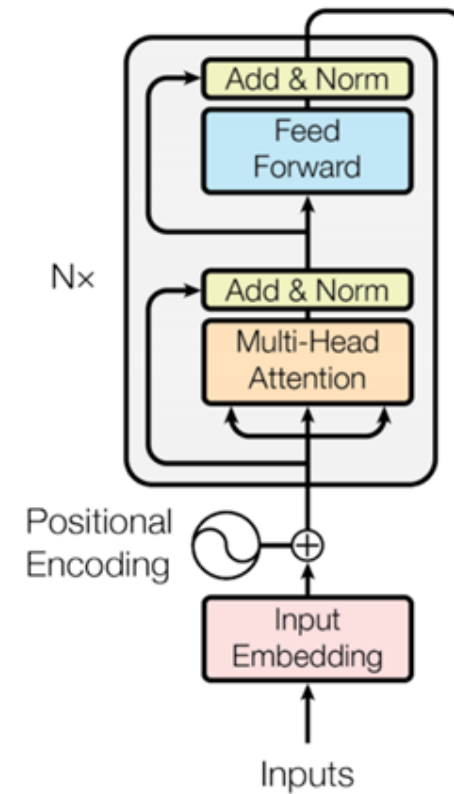 Add & Norm
Feed
Forward
N×
Add & Norm
Multi-Head
Attention
Positional
Encoding
Input
Embedding
Inputs